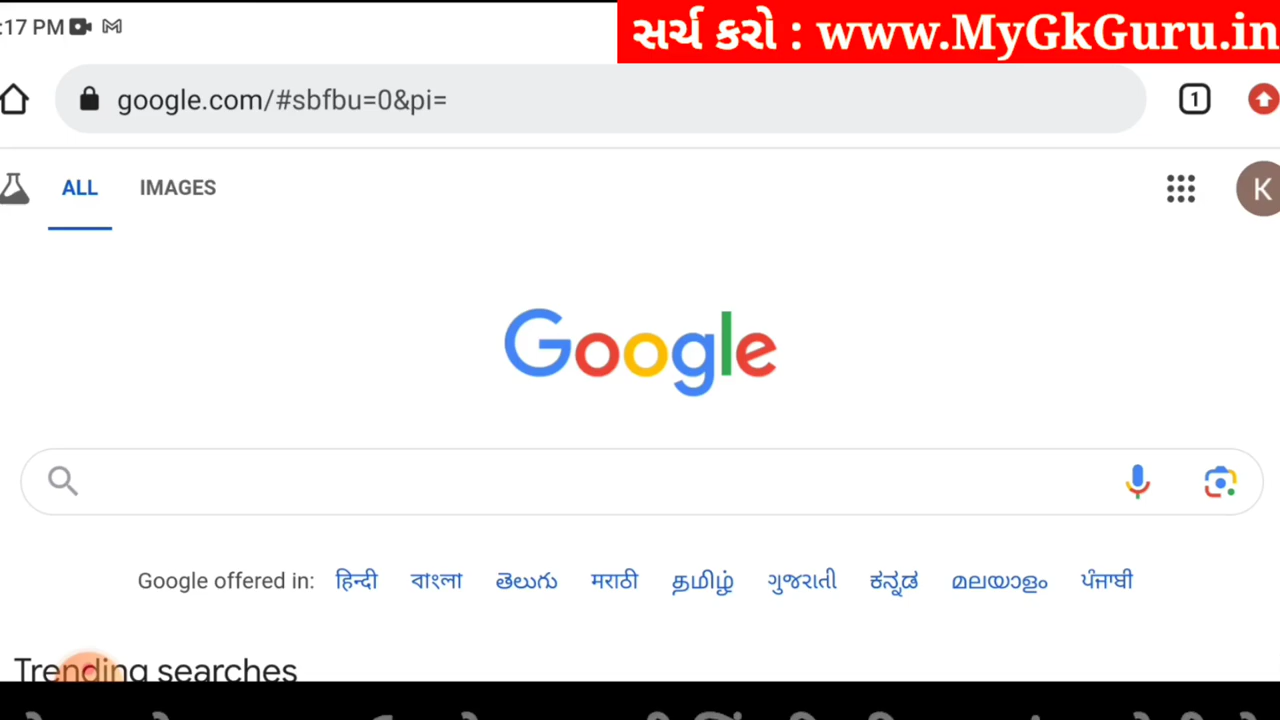 :17 PM
સર્ચ કરો : www.MyGkGuru.in
google.com/#sbfbu=0&pi=
1
ALL IMAGES
K
Google
Google offered in: हिन्दी বাংলা తెలుగు मराठी தமிழ் ગુજરાતી ಕನ್ನಡ മലയാളം ਪੰਜਾਬੀ
Trending searches